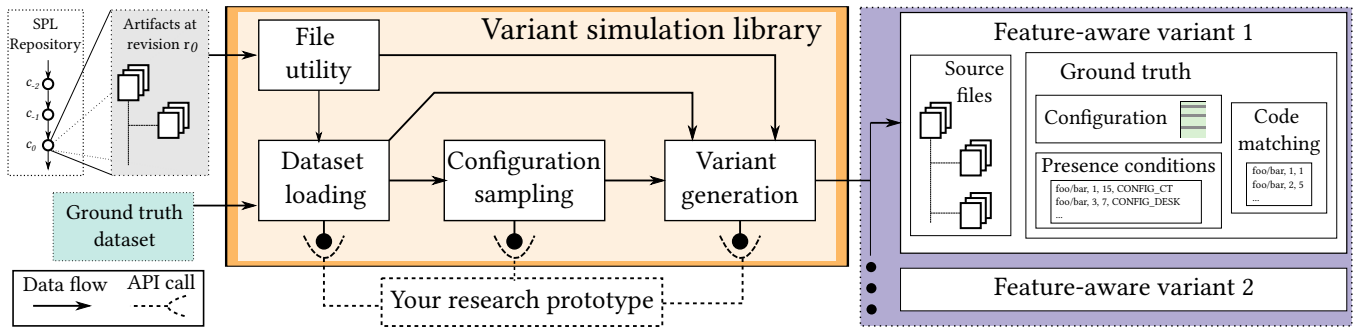 SPL
Repository
c-2
c-1
c0
Artifacts at
revision r0
Ground truth
dataset
Data flow
API call
Variant simulation library
File
utility
Dataset
loading
Configuration
sampling
Variant
generation
Your research prototype
Feature-aware variant 1
Source
files
Ground truth
Configuration
Presence conditions
foo/bar, 1, 15, CONFIG_CT
foo/bar, 3, 7, CONFIG_DESK
...
Code
matching
foo/bar, 1, 1
foo/bar, 2, 5
...
Feature-aware variant 2